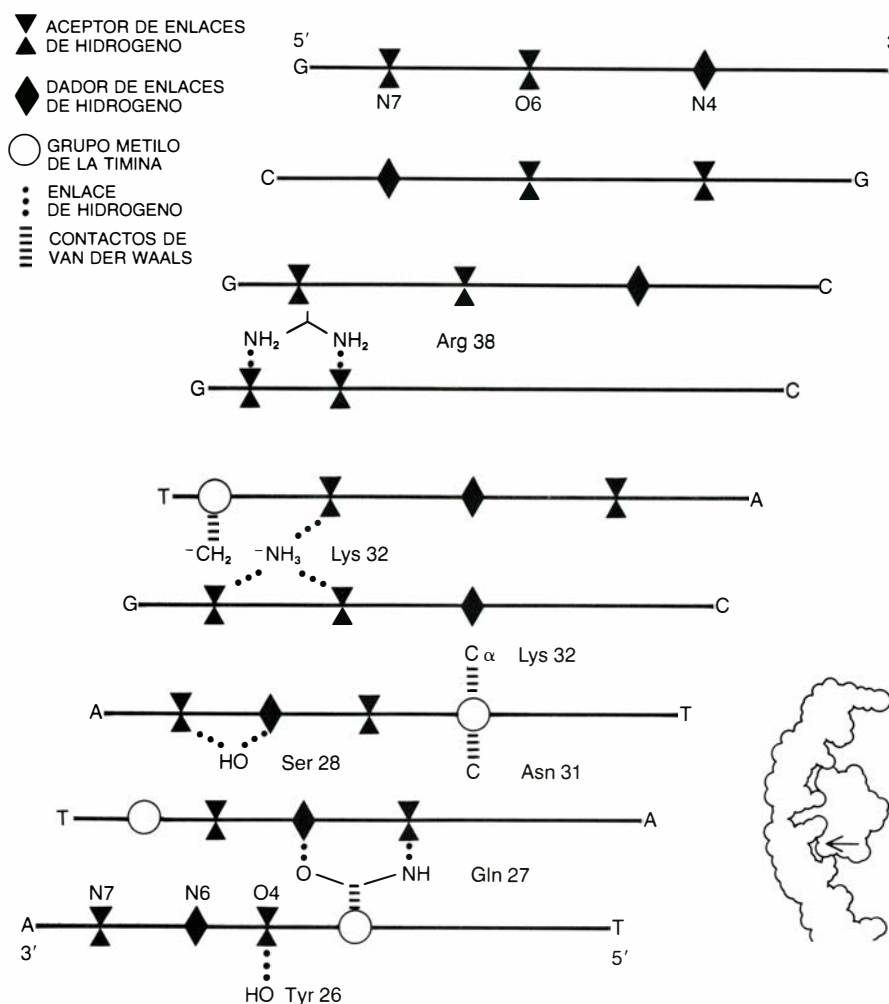 ACEPTOR DE ENLACES
DE HIDROGENO
DADOR DE ENLACES
DE HIDROGENO
GRUPO METILO
DE LA TIMINA
ENLACE
DE HIDROGENO
CONTACTOS DE
VAN DER WAALS
5'
G
N7 O6 N4
C G
G C
NH₂ NH₂ Arg 38
G C
T A
⁻CH₂ ⁻NH₃ Lys 32
G C
C α Lys 32
A T
HO Ser 28
C Asn 31
T A
O NH Gln 27
N7 N6 O4
A T
3' 5'
HO Tyr 26